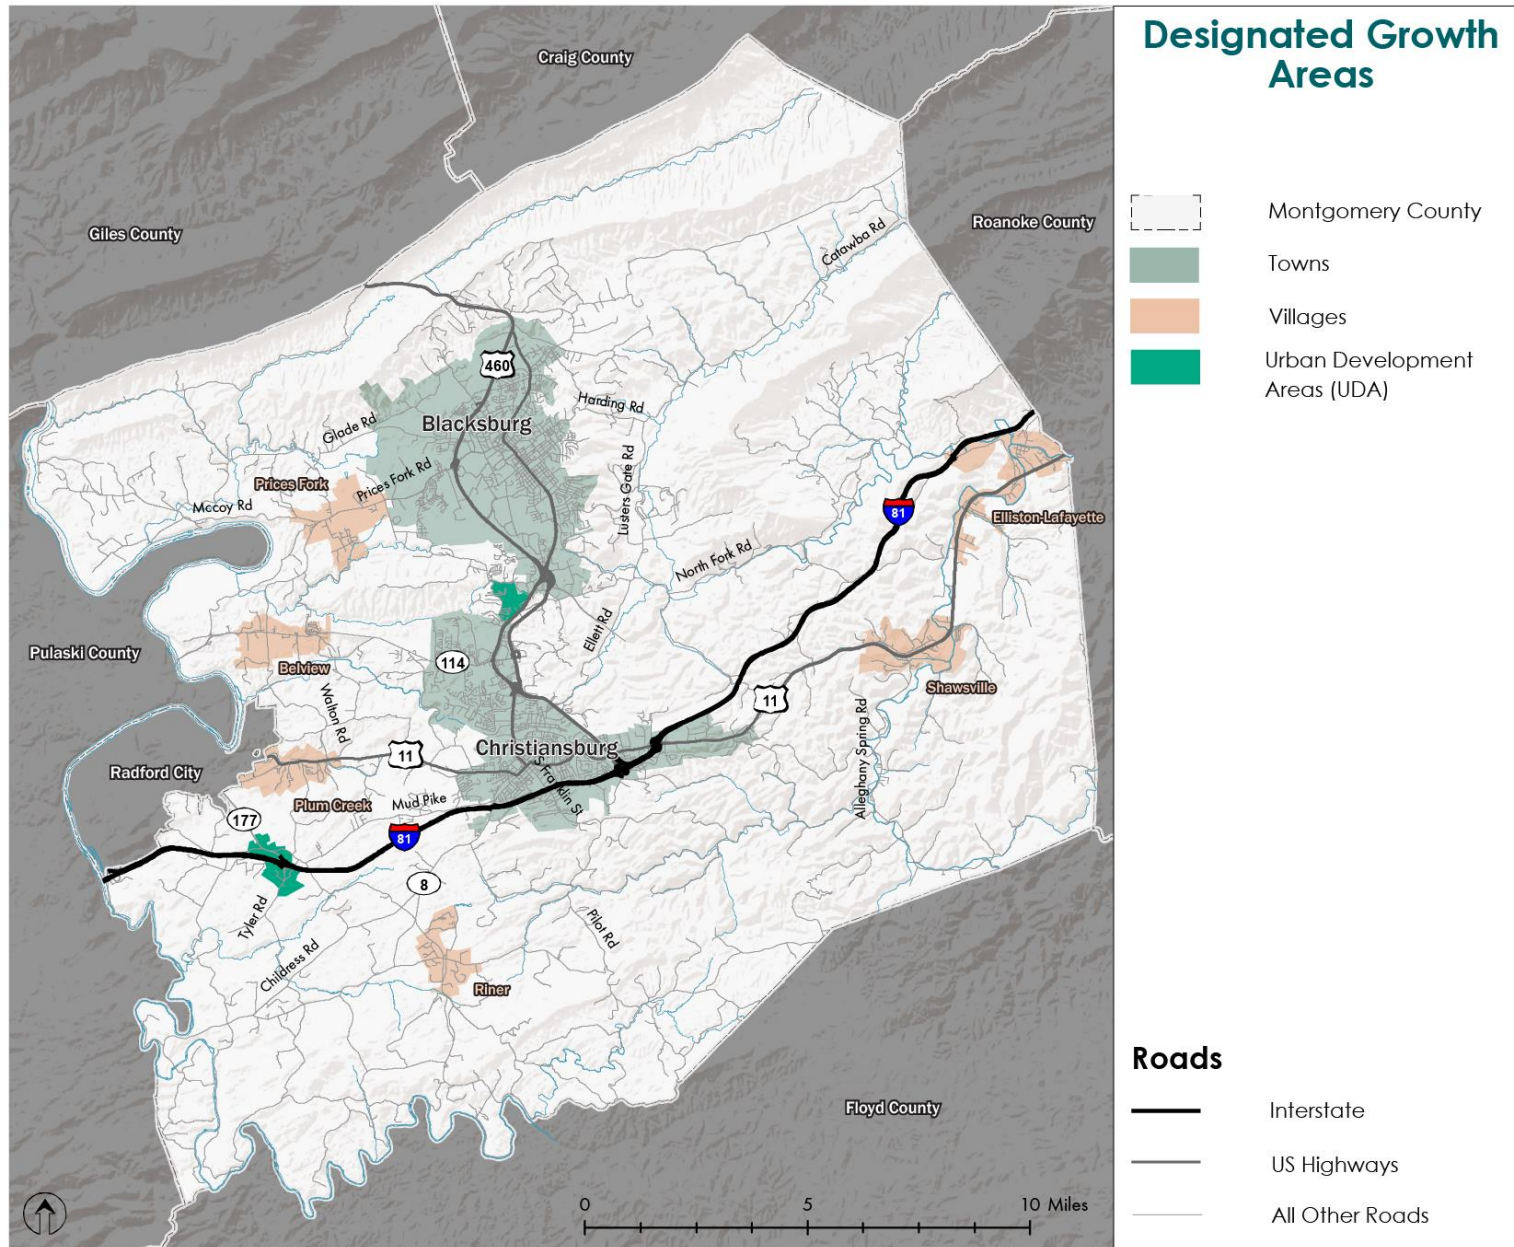 Designated Growth
Areas
Montgomery County
Towns
Villages
Urban Development
Areas (UDA)
Craig County
Giles County
Roanoke County
Catawba Rd
460
Harding Rd
Blacksburg
Glade Rd
Prices Fork Rd
Prices Fork
Lusters Gate Rd
Mccoy Rd
81
Elliston-Lafayette
North Fork Rd
Ellett Rd
Pulaski County
Belview
114
Shawsville
11
Walton Rd
Alleghany Spring Rd
Christiansburg
11
Radford City
S Franklin St
Plum Creek
Mud Pike
177
81
8
Tyler Rd
Pilot Rd
Childress Rd
Riner
Floyd County
Roads
Interstate
US Highways
All Other Roads
0 5 10 Miles